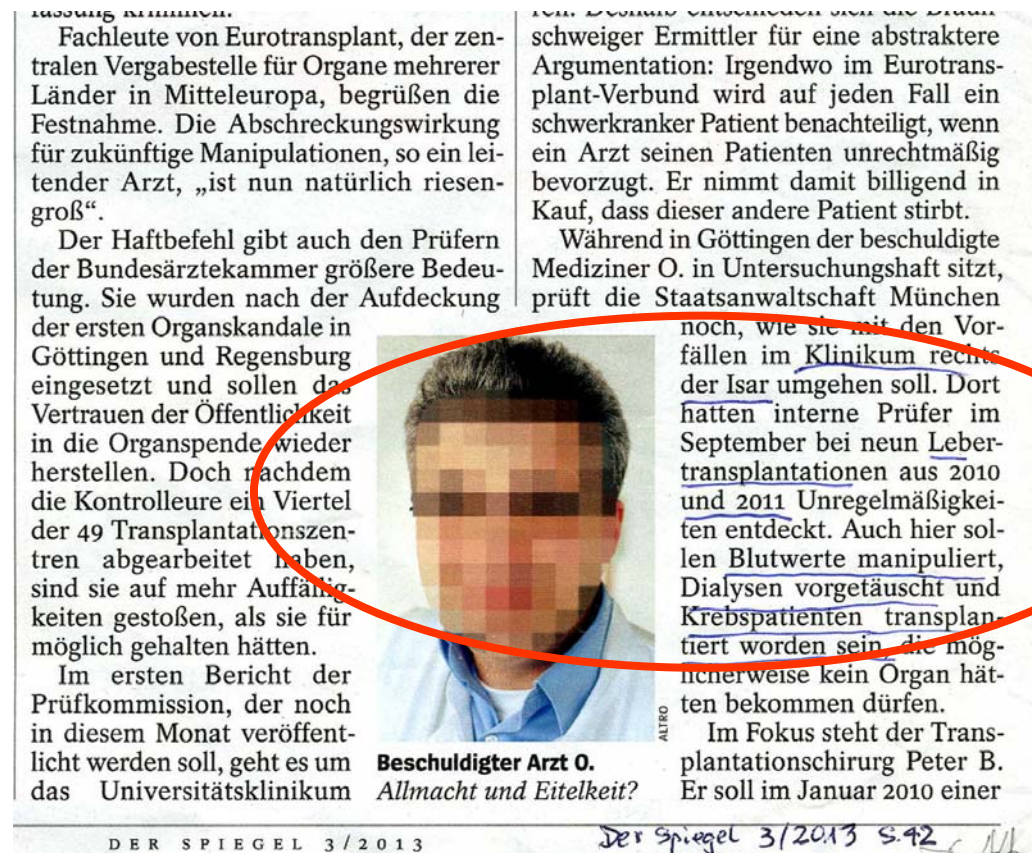 fassung kriminell.
Fachleute von Eurotransplant, der zen-
tralen Vergabestelle für Organe mehrerer
Länder in Mitteleuropa, begrüßen die
Festnahme. Die Abschreckungswirkung
für zukünftige Manipulationen, so ein lei-
tender Arzt, „ist nun natürlich riesen-
groß“.
Der Haftbefehl gibt auch den Prüfern
der Bundesärztekammer größere Bedeu-
tung. Sie wurden nach der Aufdeckung
der ersten Organskandale in
Göttingen und Regensburg
eingesetzt und sollen das
Vertrauen der Öffentlichkeit
in die Organspende wieder
herstellen. Doch nachdem
die Kontrolleure ein Viertel
der 49 Transplantationszen-
tren abgearbeitet haben,
sind sie auf mehr Auffällig-
keiten gestoßen, als sie für
möglich gehalten hätten.
Im ersten Bericht der
Prüfkommission, der noch
in diesem Monat veröffent-
licht werden soll, geht es um
das Universitätsklinikum
Beschuldigter Arzt O.
Allmacht und Eitelkeit?
ALTRO
ren. Deshalb entschieden sich die Braun-
schweiger Ermittler für eine abstraktere
Argumentation: Irgendwo im Eurotrans-
plant-Verbund wird auf jeden Fall ein
schwerkranker Patient benachteiligt, wenn
ein Arzt seinen Patienten unrechtmäßig
bevorzugt. Er nimmt damit billigend in
Kauf, dass dieser andere Patient stirbt.
Während in Göttingen der beschuldigte
Mediziner O. in Untersuchungshaft sitzt,
prüft die Staatsanwaltschaft München
noch, wie sie mit den Vor-
fällen im Klinikum rechts
der Isar umgehen soll. Dort
hatten interne Prüfer im
September bei neun Leber-
transplantationen aus 2010
und 2011 Unregelmäßigkei-
ten entdeckt. Auch hier sol-
len Blutwerte manipuliert,
Dialysen vorgetäuscht und
Krebspatienten transplan-
tiert worden sein, die mög-
licherweise kein Organ hät-
ten bekommen dürfen.
Im Fokus steht der Trans-
plantationschirurg Peter B.
Er soll im Januar 2010 einer
DER SPIEGEL 3/2013
Der Spiegel 3/2013 S.42